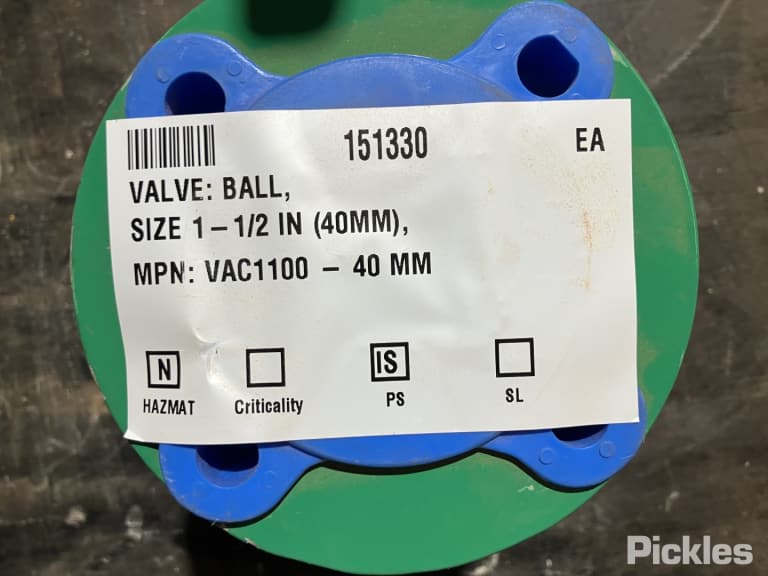 151330 EA
VALVE: BALL,
SIZE 1-1/2 IN (40MM),
MPN: VAC1100 - 40 MM
N IS
HAZMAT Criticality PS SL
Pickles